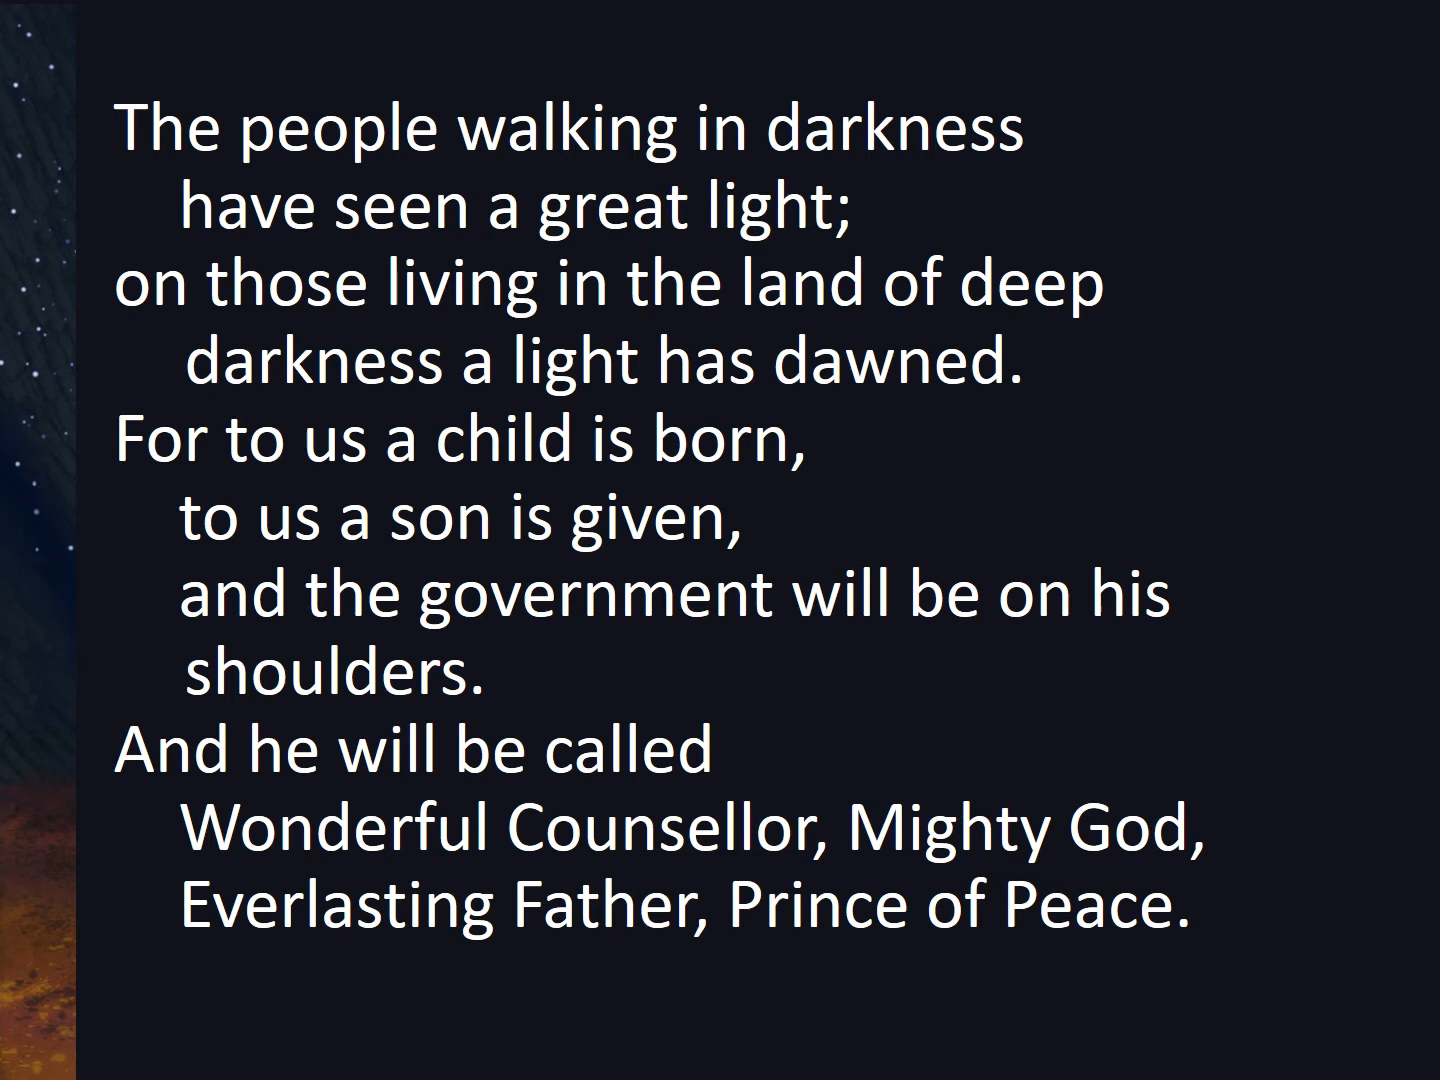 The people walking in darkness
have seen a great light;
on those living in the land of deep
darkness a light has dawned.
For to us a child is born,
to us a son is given,
and the government will be on his
shoulders.
And he will be called
Wonderful Counsellor, Mighty God,
Everlasting Father, Prince of Peace.